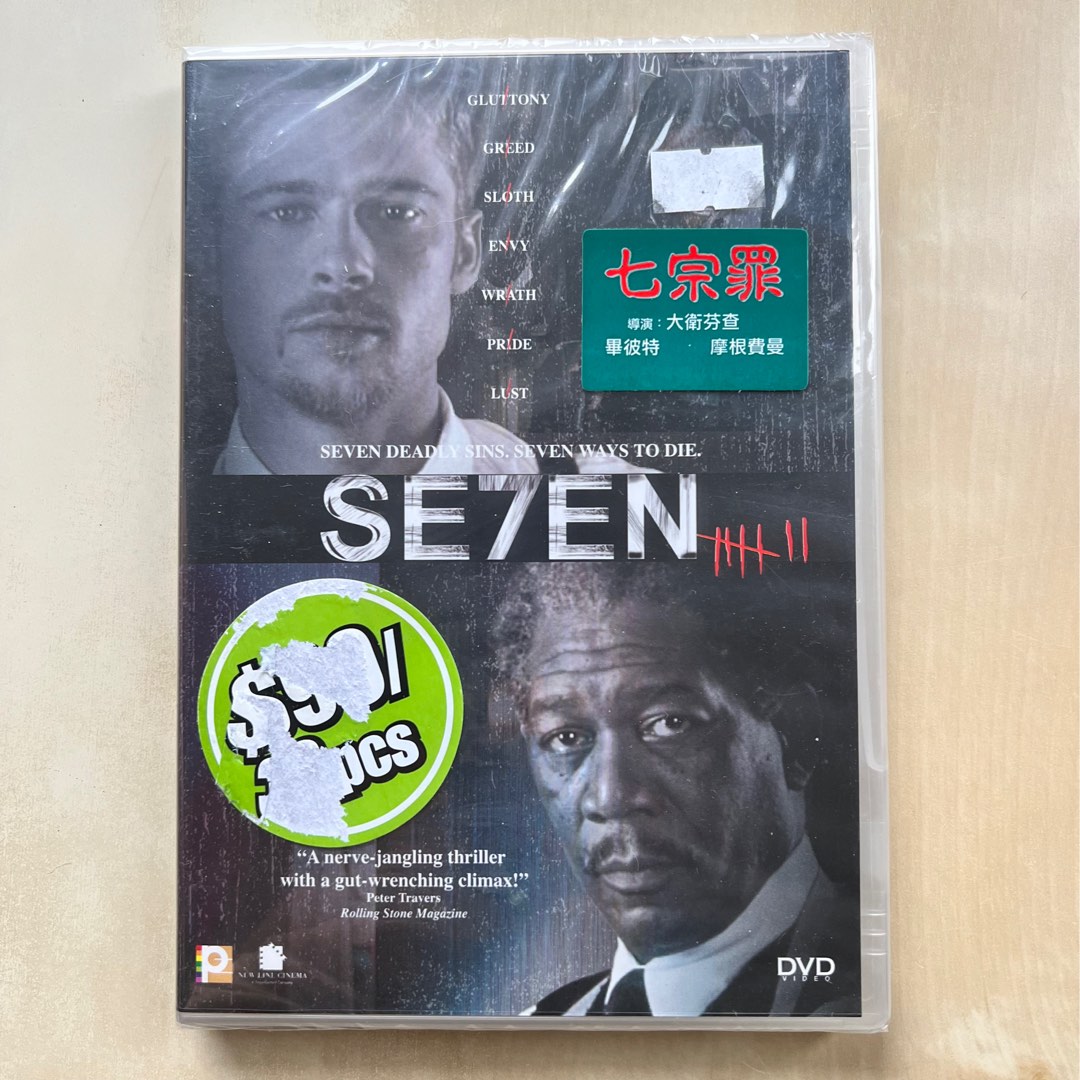 GLUTTONY
GREED
SLOTH
ENVY
WRATH
PRIDE
LUST
七宗罪
導演：大衛芬查
畢彼特 · 摩根費曼
SEVEN DEADLY SINS. SEVEN WAYS TO DIE.
SE7EN
pcs
“A nerve-jangling thriller
with a gut-wrenching climax!”
Peter Travers
Rolling Stone Magazine
NEW LINE CINEMA
DVD
VIDEO